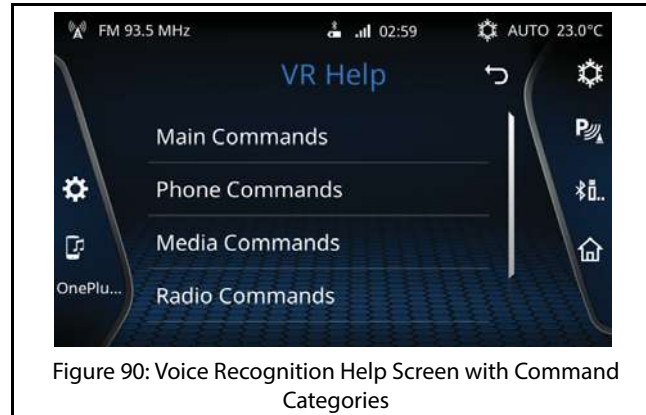 FM 93.5 MHz 02:59 AUTO 23.0°C
VR Help
Main Commands
P
Phone Commands
Media Commands
OnePlu...
Radio Commands
Figure 90: Voice Recognition Help Screen with Command
Categories